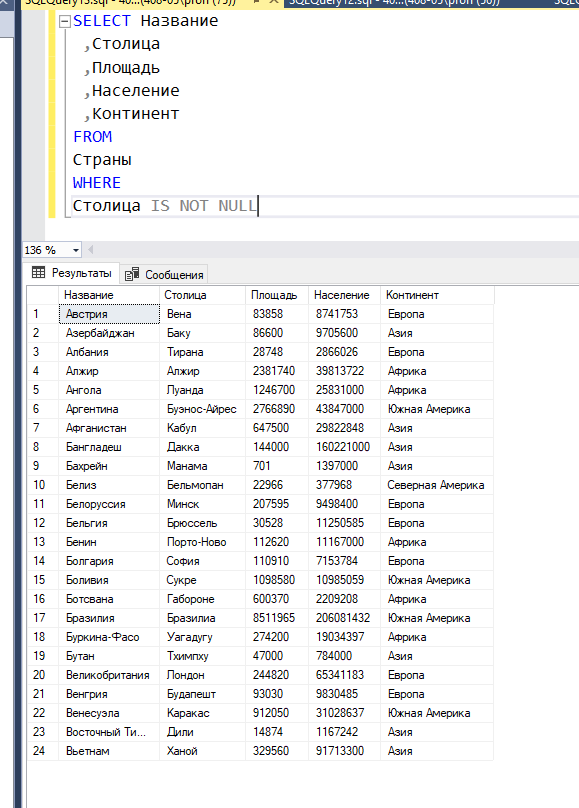 SELECT Название
,Столица
,Площадь
,Население
,Континент
FROM
Страны
WHERE
Столица IS NOT NULL
136 %
Результаты Сообщения
Название Столица Площадь Население Континент
1 Австрия Вена 83858 8741753 Европа
2 Азербайджан Баку 86600 9705600 Азия
3 Албания Тирана 28748 2866026 Европа
4 Алжир Алжир 2381740 39813722 Африка
5 Ангола Луанда 1246700 25831000 Африка
6 Аргентина Буэнос-Айрес 2766890 43847000 Южная Америка
7 Афганистан Кабул 647500 29822848 Азия
8 Бангладеш Дакка 144000 160221000 Азия
9 Бахрейн Манама 701 1397000 Азия
10 Белиз Бельмопан 22966 377968 Северная Америка
11 Белоруссия Минск 207595 9498400 Европа
12 Бельгия Брюссель 30528 11250585 Европа
13 Бенин Порто-Ново 112620 11167000 Африка
14 Болгария София 110910 7153784 Европа
15 Боливия Сукре 1098580 10985059 Южная Америка
16 Ботсвана Габороне 600370 2209208 Африка
17 Бразилия Бразилиа 8511965 206081432 Южная Америка
18 Буркина-Фасо Уагадугу 274200 19034397 Африка
19 Бутан Тхимпху 47000 784000 Азия
20 Великобритания Лондон 244820 65341183 Европа
21 Венгрия Будапешт 93030 9830485 Европа
22 Венесуэла Каракас 912050 31028637 Южная Америка
23 Восточный Ти... Дили 14874 1167242 Азия
24 Вьетнам Ханой 329560 91713300 Азия